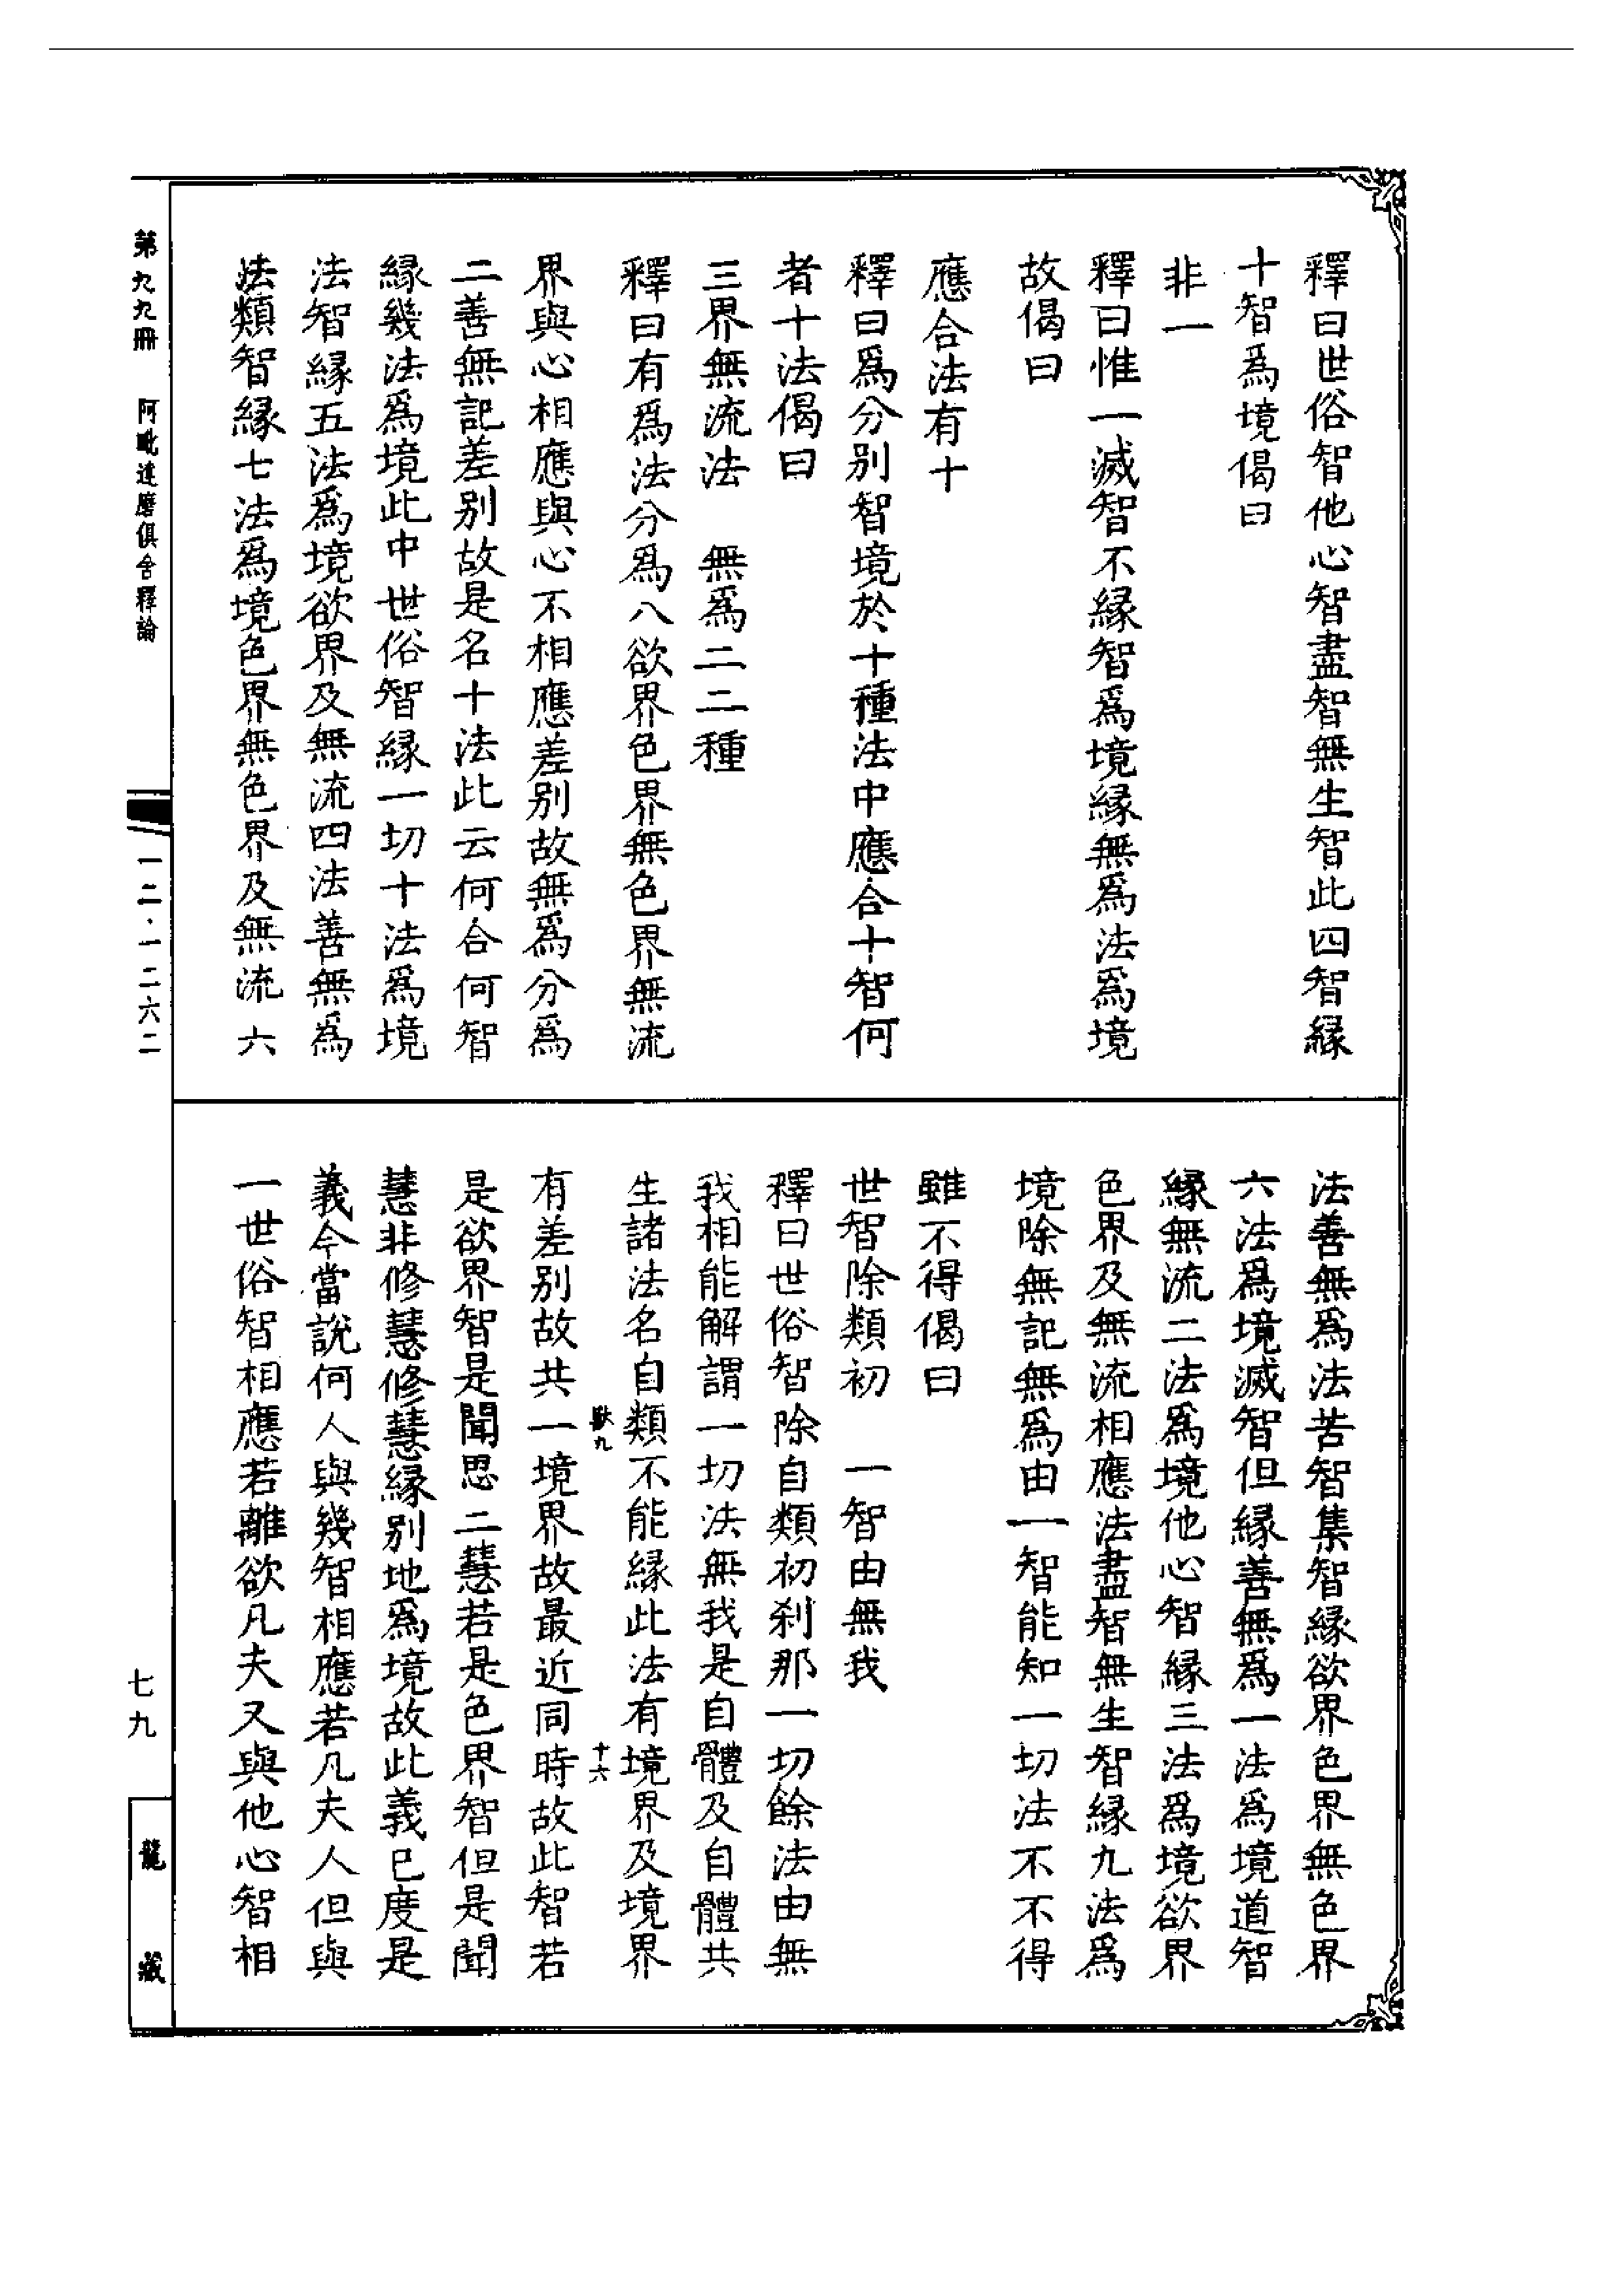 釋曰世俗智他心智盡智無生智此四智縁
十智爲境偈曰
非一
釋曰惟一滅智不縁智爲境縁無爲法爲境
故偈曰
應合法有十
釋曰爲分別智境於十種法中應合十智何
者十法偈曰
三界無流法　無爲二二種
釋曰有爲法分爲八欲界色界無色界無流
界與心相應與心不相應差別故無爲分爲
二善無記差別故是名十法此云何合何智
縁幾法爲境此中世俗智縁一切十法爲境
法智縁五法爲境欲界及無流四法善無爲
法類智縁七法爲境色界無色界及無流六
法善無爲法苦智集智縁欲界色界無色界
六法爲境滅智但縁善無爲一法爲境道智
縁無流二法爲境他心智縁三法爲境欲界
色界及無流相應法盡智無生智縁九法爲
境除無記無爲由一智能知一切法不不得
雖不得偈曰
世智除類初　一智由無我
釋曰世俗智除自類初刹那一切餘法由無
我相能解謂一切法無我是自體及自體共
生諸法名自類不能縁此法有境界及境界
獸九　十六
有差別故共一境界故最近同時故此智若
是欲界智是聞思二慧若是色界智但是聞
慧非修慧修慧縁別地爲境故此義已度是
義今當說何人與幾智相應若凡夫人但與
一世俗智相應若離欲凡夫又與他心智相
第九九冊　阿毗達磨俱舍釋論　一二·一二六二
七九　龍藏